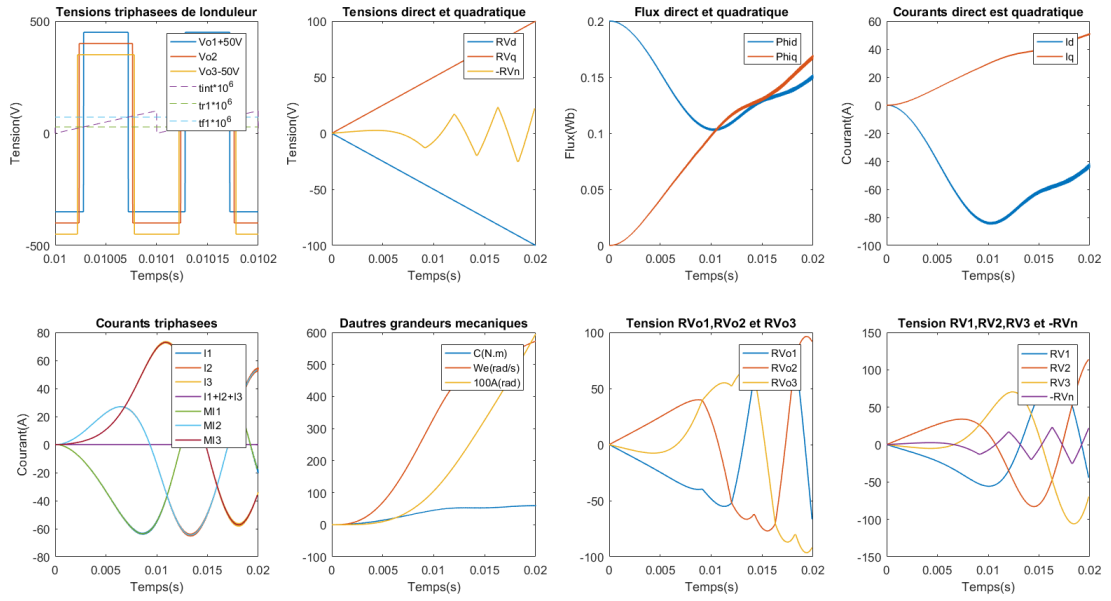 Tensions triphasees de londuleur
500
0
-500
Tension(V)
0.01 0.01005 0.0101 0.01015 0.0102
Temps(s)
Vo1+50V
Vo2
Vo3-50V
tint*10^6
tr1*10^6
tf1*10^6
Tensions direct et quadratique
100
50
0
-50
-100
Tension(V)
0 0.005 0.01 0.015 0.02
Temps(s)
RVd
RVq
-RVn
Flux direct et quadratique
0.2
0.15
0.1
0.05
0
Flux(Wb)
0 0.005 0.01 0.015 0.02
Temps(s)
Phid
Phiq
Courants direct est quadratique
60
40
20
0
-20
-40
-60
-80
-100
Courant(A)
0 0.005 0.01 0.015 0.02
Temps(s)
Id
Iq
Courants triphasees
80
60
40
20
0
-20
-40
-60
-80
Courant(A)
0 0.005 0.01 0.015 0.02
Temps(s)
I1
I2
I3
I1+I2+I3
MI1
MI2
MI3
Dautres grandeurs mecaniques
600
500
400
300
200
100
0
-100
0 0.005 0.01 0.015 0.02
Temps(s)
C(N.m)
We(rad/s)
100A(rad)
Tension RVo1,RVo2 et RVo3
100
50
0
-50
-100
0 0.005 0.01 0.015 0.02
Temps(s)
RVo1
RVo2
RVo3
Tension RV1,RV2,RV3 et -RVn
150
100
50
0
-50
-100
-150
0 0.005 0.01 0.015 0.02
Temps(s)
RV1
RV2
RV3
-RVn